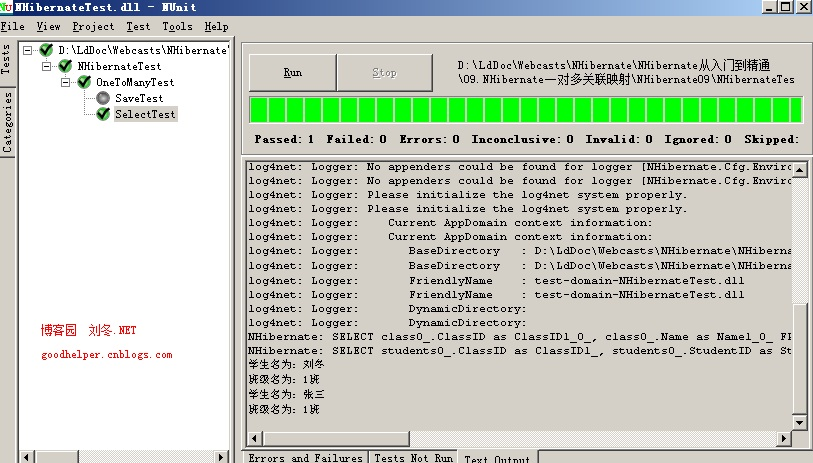 NHibernateTest.dll - NUnit
File View Project Test Tools Help
Tests
Categories
D:\LdDoc\Webcasts\NHibernate\
NHibernateTest
OneToManyTest
SaveTest
SelectTest
博客园 刘冬.NET
goodhelper.cnblogs.com
Run
Stop
D:\LdDoc\Webcasts\NHibernate\NHibernate从入门到精通
\09.NHibernate一对多关联映射\NHibernate09\NHibernateTes
Passed: 1 Failed: 0 Errors: 0 Inconclusive: 0 Invalid: 0 Ignored: 0 Skipped:
log4net: Logger: No appenders could be found for logger [NHibernate.Cfg.Enviro
log4net: Logger: No appenders could be found for logger [NHibernate.Cfg.Enviro
log4net: Logger: Please initialize the log4net system properly.
log4net: Logger: Please initialize the log4net system properly.
log4net: Logger: Current AppDomain context information:
log4net: Logger: Current AppDomain context information:
log4net: Logger: BaseDirectory : D:\LdDoc\Webcasts\NHibernate\NHiberna
log4net: Logger: BaseDirectory : D:\LdDoc\Webcasts\NHibernate\NHiberna
log4net: Logger: FriendlyName : test-domain-NHibernateTest.dll
log4net: Logger: FriendlyName : test-domain-NHibernateTest.dll
log4net: Logger: DynamicDirectory:
log4net: Logger: DynamicDirectory:
NHibernate: SELECT class0_.ClassID as ClassID1_0_, class0_.Name as Name1_0_ FR
NHibernate: SELECT students0_.ClassID as ClassID1_, students0_.StudentID as St
学生名为: 刘冬
班级名为: 1班
学生名为: 张三
班级名为: 1班
Errors and Failures
Tests Not Run
Text Output